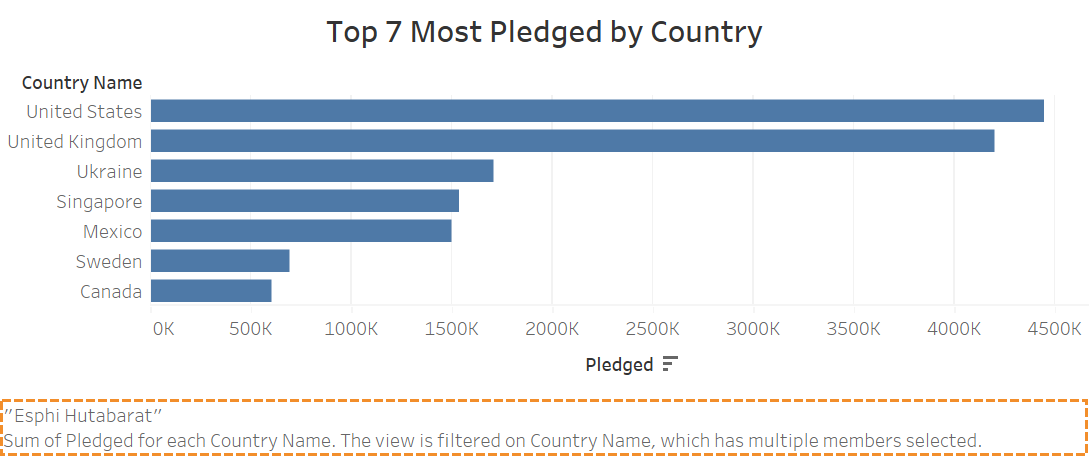 Top 7 Most Pledged by Country
Country Name
United States
United Kingdom
Ukraine
Singapore
Mexico
Sweden
Canada
0K 500K 1000K 1500K 2000K 2500K 3000K 3500K 4000K 4500K
Pledged
"Esphi Hutabarat"
Sum of Pledged for each Country Name. The view is filtered on Country Name, which has multiple members selected.